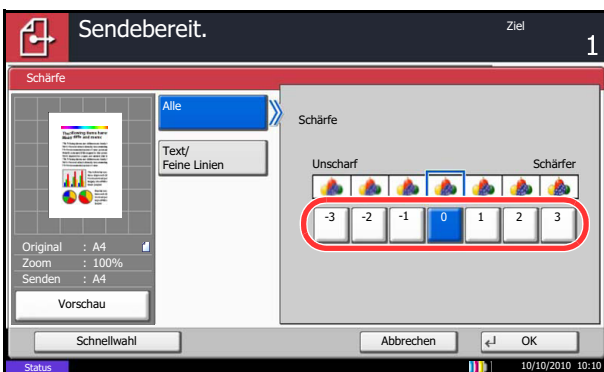 Sendebereit.
Ziel
1
Schärfe
Alle
Text/
Feine Linien
Schärfe
Unscharf
Schärfer
-3 -2 -1 0 1 2 3
Original : A4
Zoom : 100%
Senden : A4
Vorschau
Schnellwahl
Abbrechen
OK
Status
10/10/2010 10:10